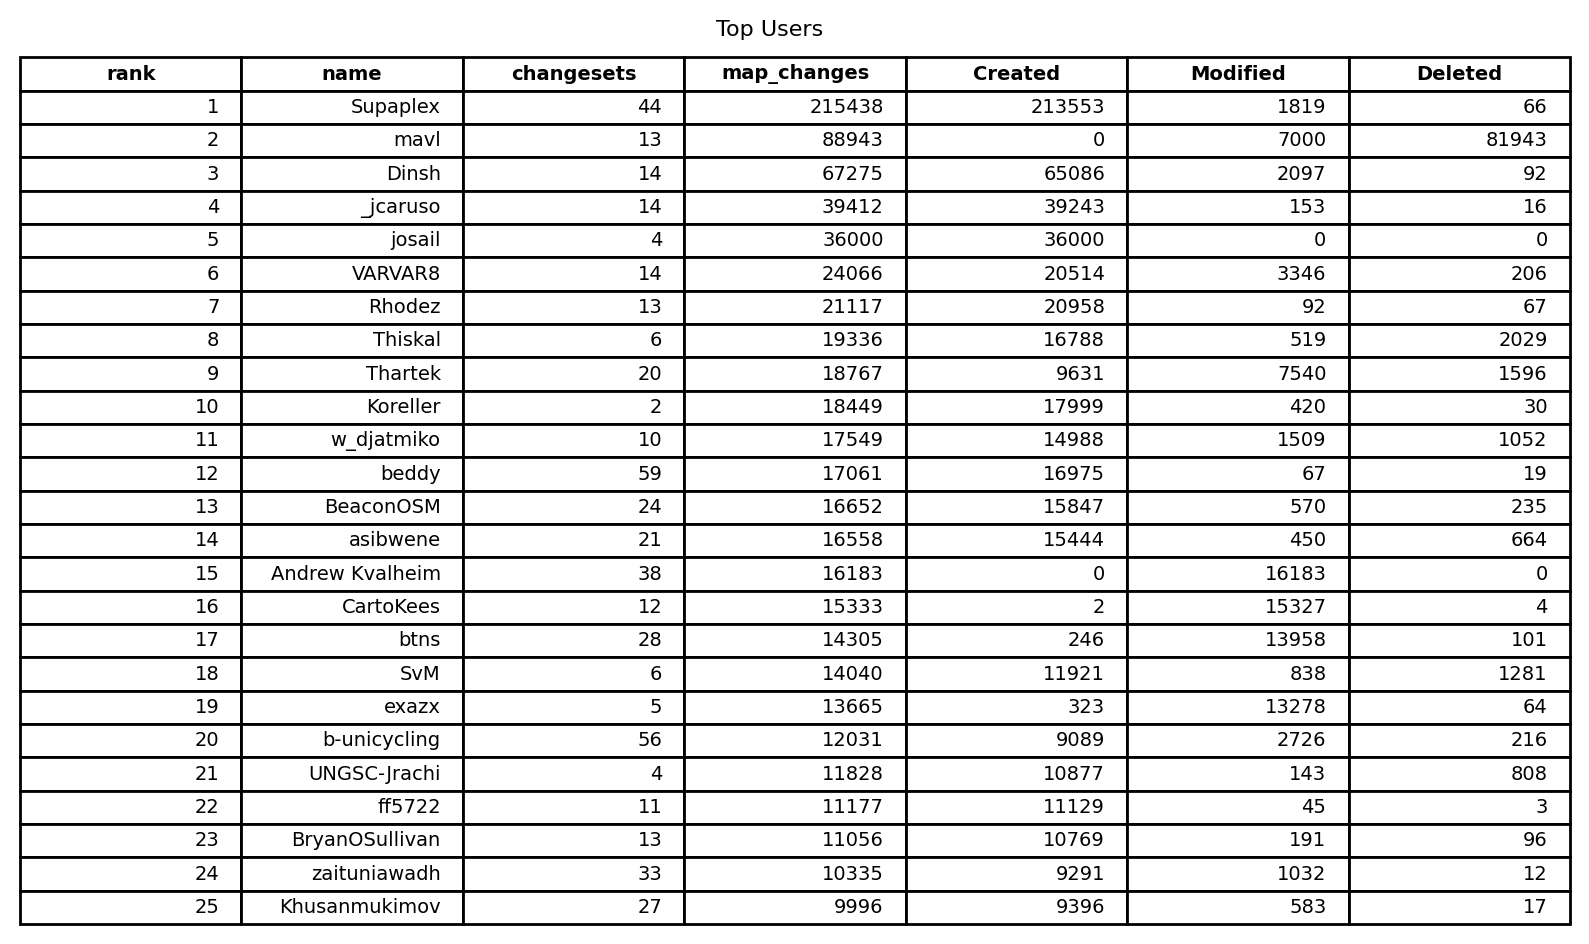 Top Users
rank name changesets map_changes Created Modified Deleted
1 Supaplex 44 215438 213553 1819 66
2 mavl 13 88943 0 7000 81943
3 Dinsh 14 67275 65086 2097 92
4 _jcaruso 14 39412 39243 153 16
5 josail 4 36000 36000 0 0
6 VARVAR8 14 24066 20514 3346 206
7 Rhodez 13 21117 20958 92 67
8 Thiskal 6 19336 16788 519 2029
9 Thartek 20 18767 9631 7540 1596
10 Koreller 2 18449 17999 420 30
11 w_djatmiko 10 17549 14988 1509 1052
12 beddy 59 17061 16975 67 19
13 BeaconOSM 24 16652 15847 570 235
14 asibwene 21 16558 15444 450 664
15 Andrew Kvalheim 38 16183 0 16183 0
16 CartoKees 12 15333 2 15327 4
17 btns 28 14305 246 13958 101
18 SvM 6 14040 11921 838 1281
19 exazx 5 13665 323 13278 64
20 b-unicycling 56 12031 9089 2726 216
21 UNGSC-Jrachi 4 11828 10877 143 808
22 ff5722 11 11177 11129 45 3
23 BryanOSullivan 13 11056 10769 191 96
24 zaituniawadh 33 10335 9291 1032 12
25 Khusanmukimov 27 9996 9396 583 17